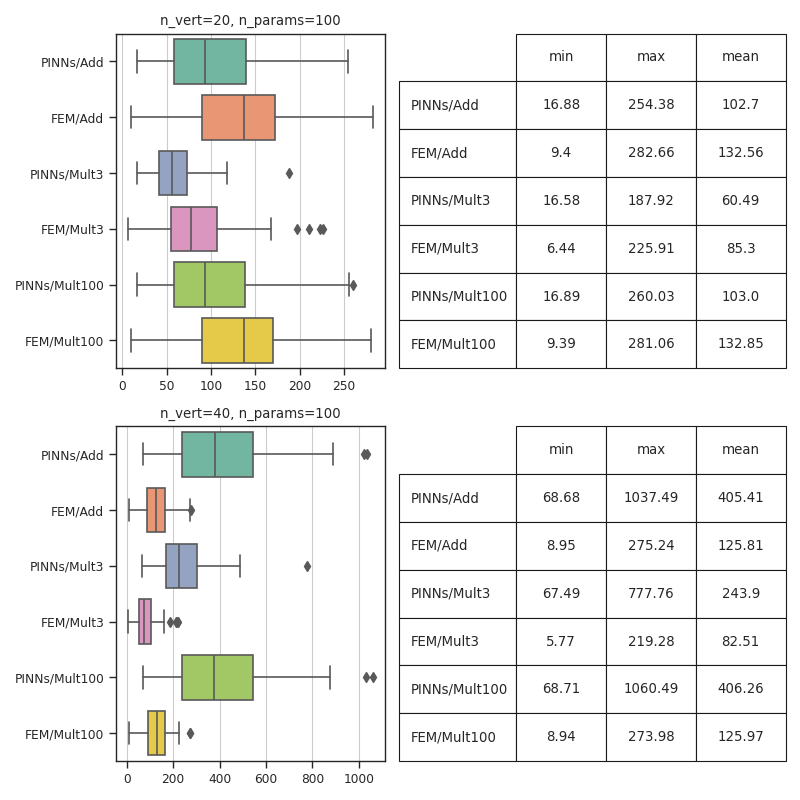 n_vert=20, n_params=100
PINNs/Add
FEM/Add
PINNs/Mult3
FEM/Mult3
PINNs/Mult100
FEM/Mult100
0 50 100 150 200 250
min max mean
PINNs/Add 16.88 254.38 102.7
FEM/Add 9.4 282.66 132.56
PINNs/Mult3 16.58 187.92 60.49
FEM/Mult3 6.44 225.91 85.3
PINNs/Mult100 16.89 260.03 103.0
FEM/Mult100 9.39 281.06 132.85
n_vert=40, n_params=100
PINNs/Add
FEM/Add
PINNs/Mult3
FEM/Mult3
PINNs/Mult100
FEM/Mult100
0 200 400 600 800 1000
min max mean
PINNs/Add 68.68 1037.49 405.41
FEM/Add 8.95 275.24 125.81
PINNs/Mult3 67.49 777.76 243.9
FEM/Mult3 5.77 219.28 82.51
PINNs/Mult100 68.71 1060.49 406.26
FEM/Mult100 8.94 273.98 125.97